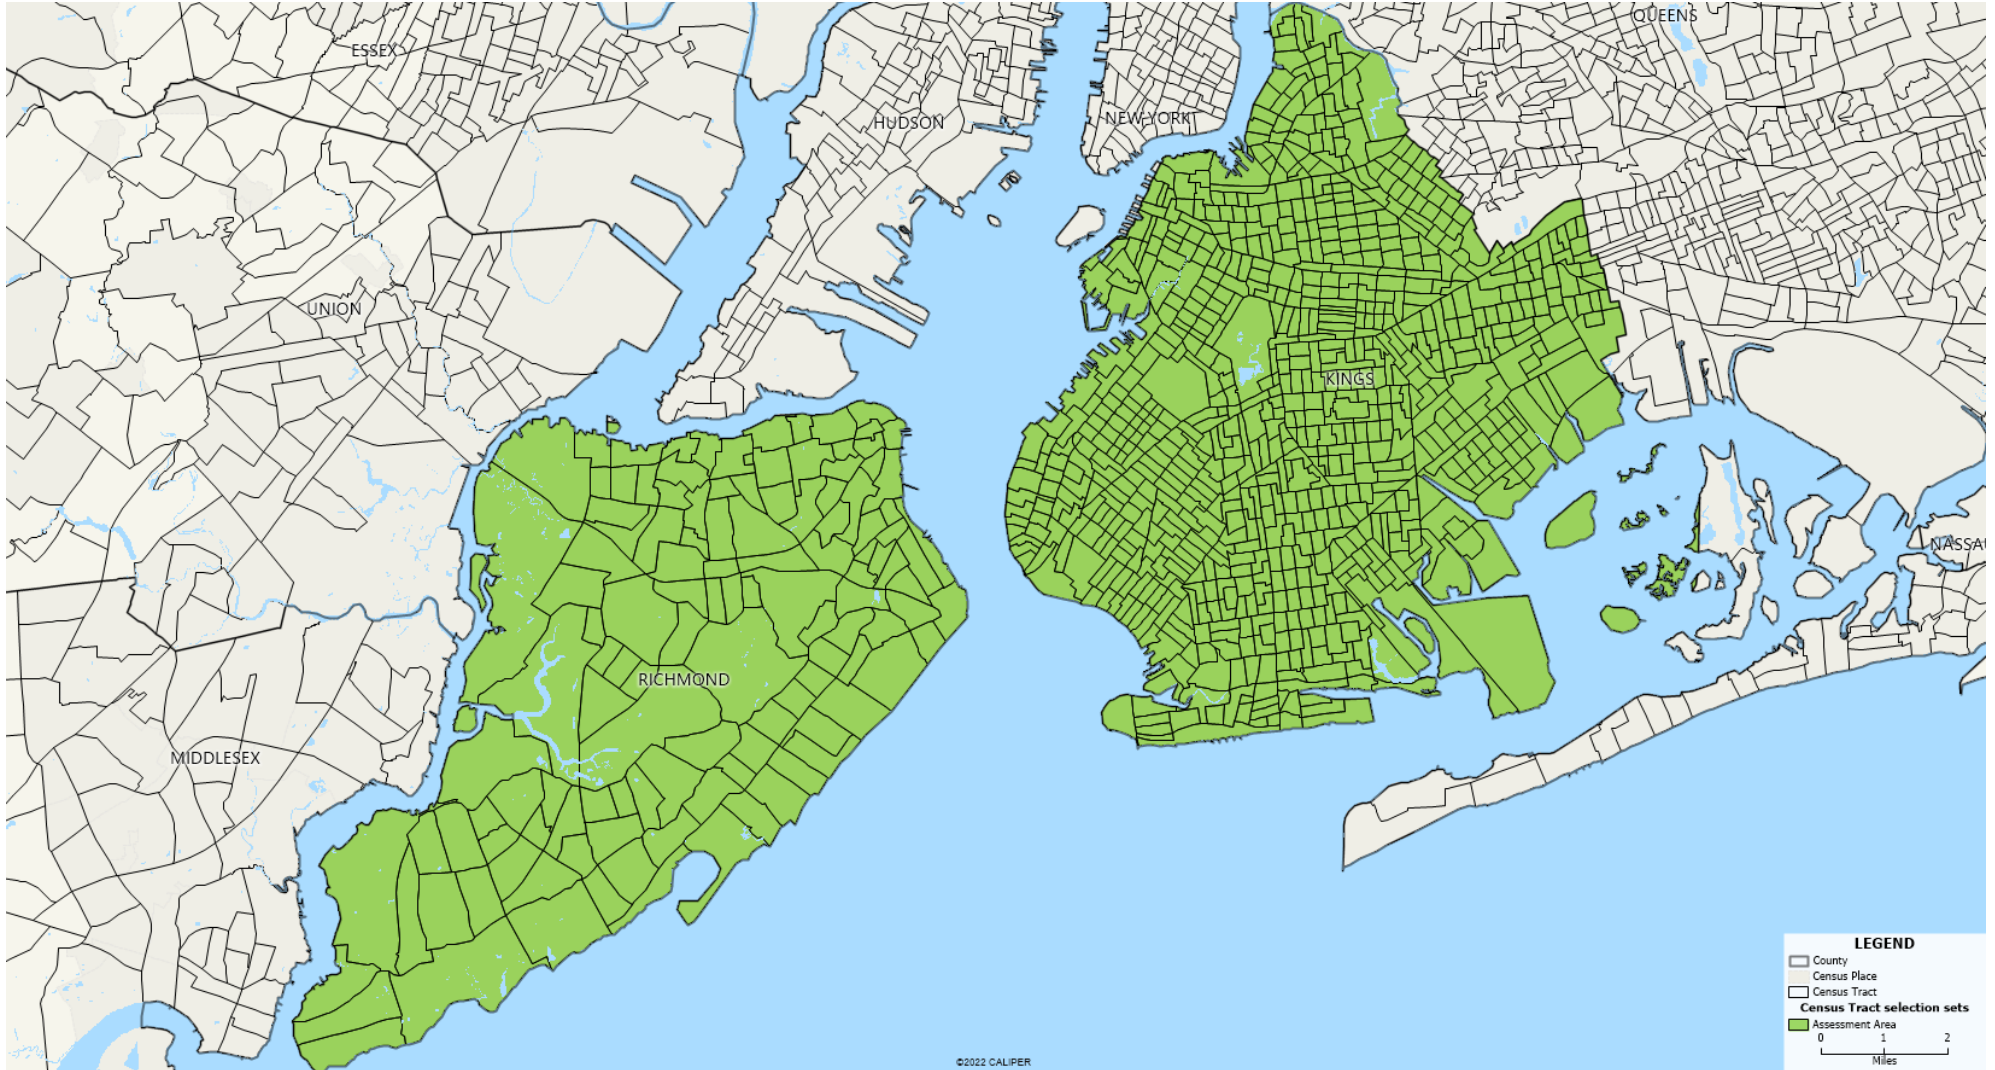 QUEENS
ESSEX
NEW YORK
HUDSON
UNION
KINGS
NASSAU
RICHMOND
MIDDLESEX
LEGEND
County
Census Place
Census Tract
Census Tract selection sets
Assessment Area
0 1 2
Miles
©2022 CALIPER